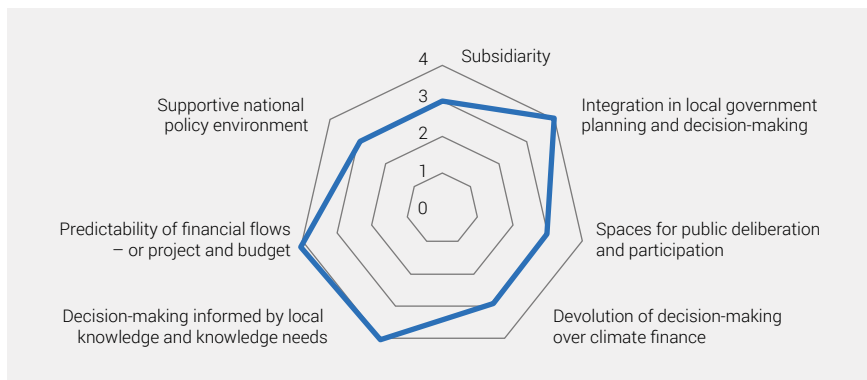 4
Subsidiarity
3
2
1
0
Integration in local government
planning and decision-making
Spaces for public deliberation
and participation
Devolution of decision-making
over climate finance
Decision-making informed by local
knowledge and knowledge needs
Predictability of financial flows
– or project and budget
Supportive national
policy environment